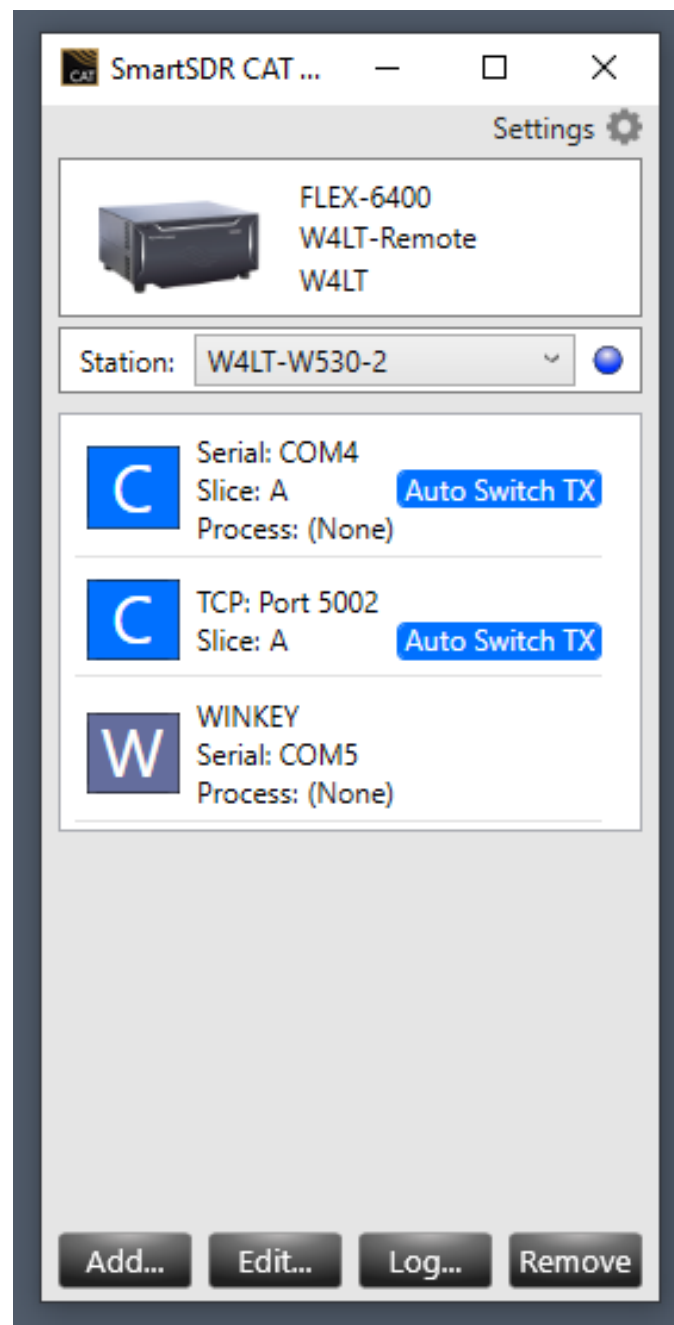 CAT SmartSDR CAT ...
Settings
FLEX-6400
W4LT-Remote
W4LT
Station: W4LT-W530-2
C
Serial: COM4
Slice: A Auto Switch TX
Process: (None)
C
TCP: Port 5002
Slice: A Auto Switch TX
W
WINKEY
Serial: COM5
Process: (None)
Add... Edit... Log... Remove